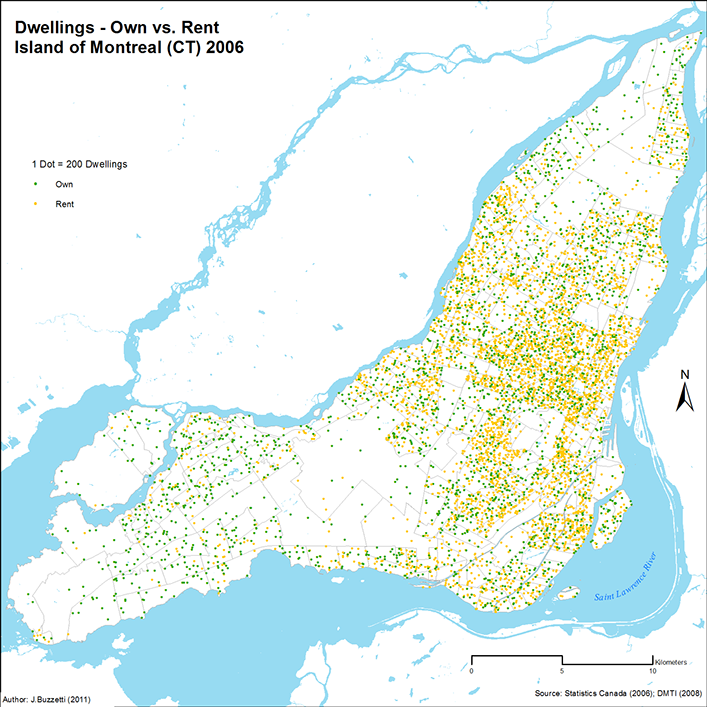 Dwellings - Own vs. Rent
Island of Montreal (CT) 2006
1 Dot = 200 Dwellings
Own
Rent
N
Saint Lawrence River
Kilometers
0 5 10
Author: J.Buzzetti (2011)
Source: Statistics Canada (2006); DMTI (2008)